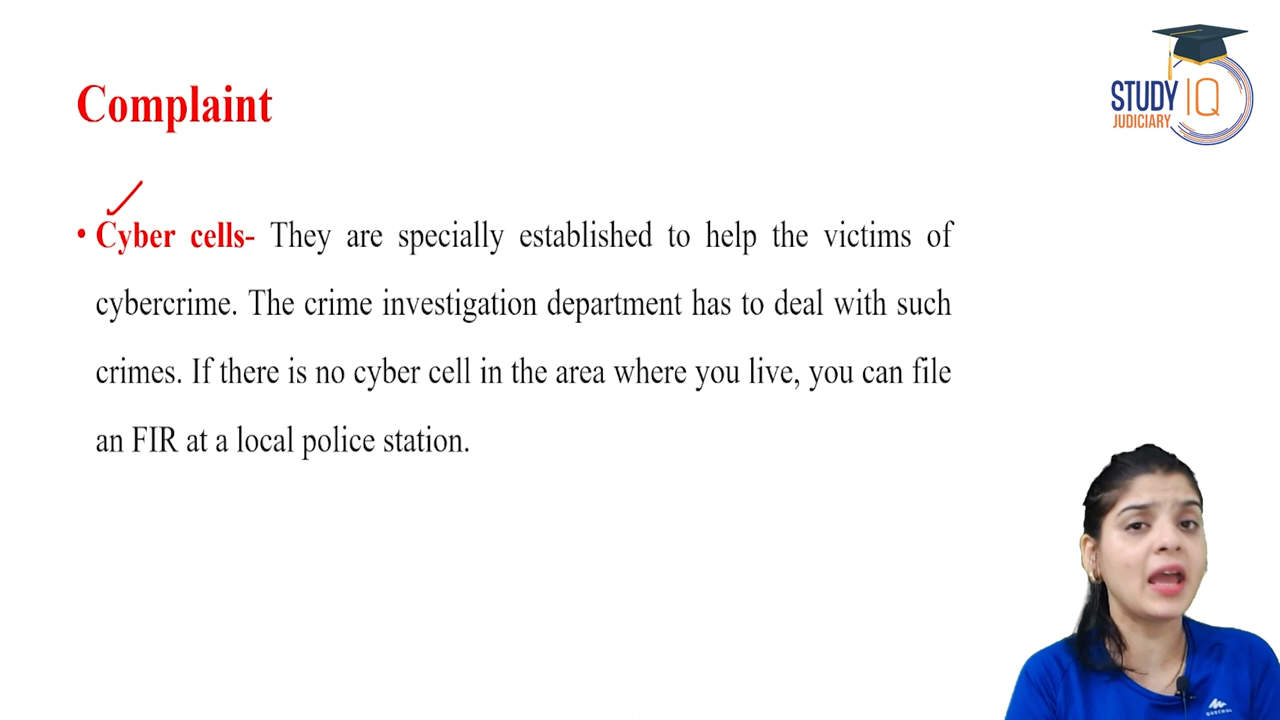 STUDY IQ
JUDICIARY
Complaint
• Cyber cells- They are specially established to help the victims of
cybercrime. The crime investigation department has to deal with such
crimes. If there is no cyber cell in the area where you live, you can file
an FIR at a local police station.